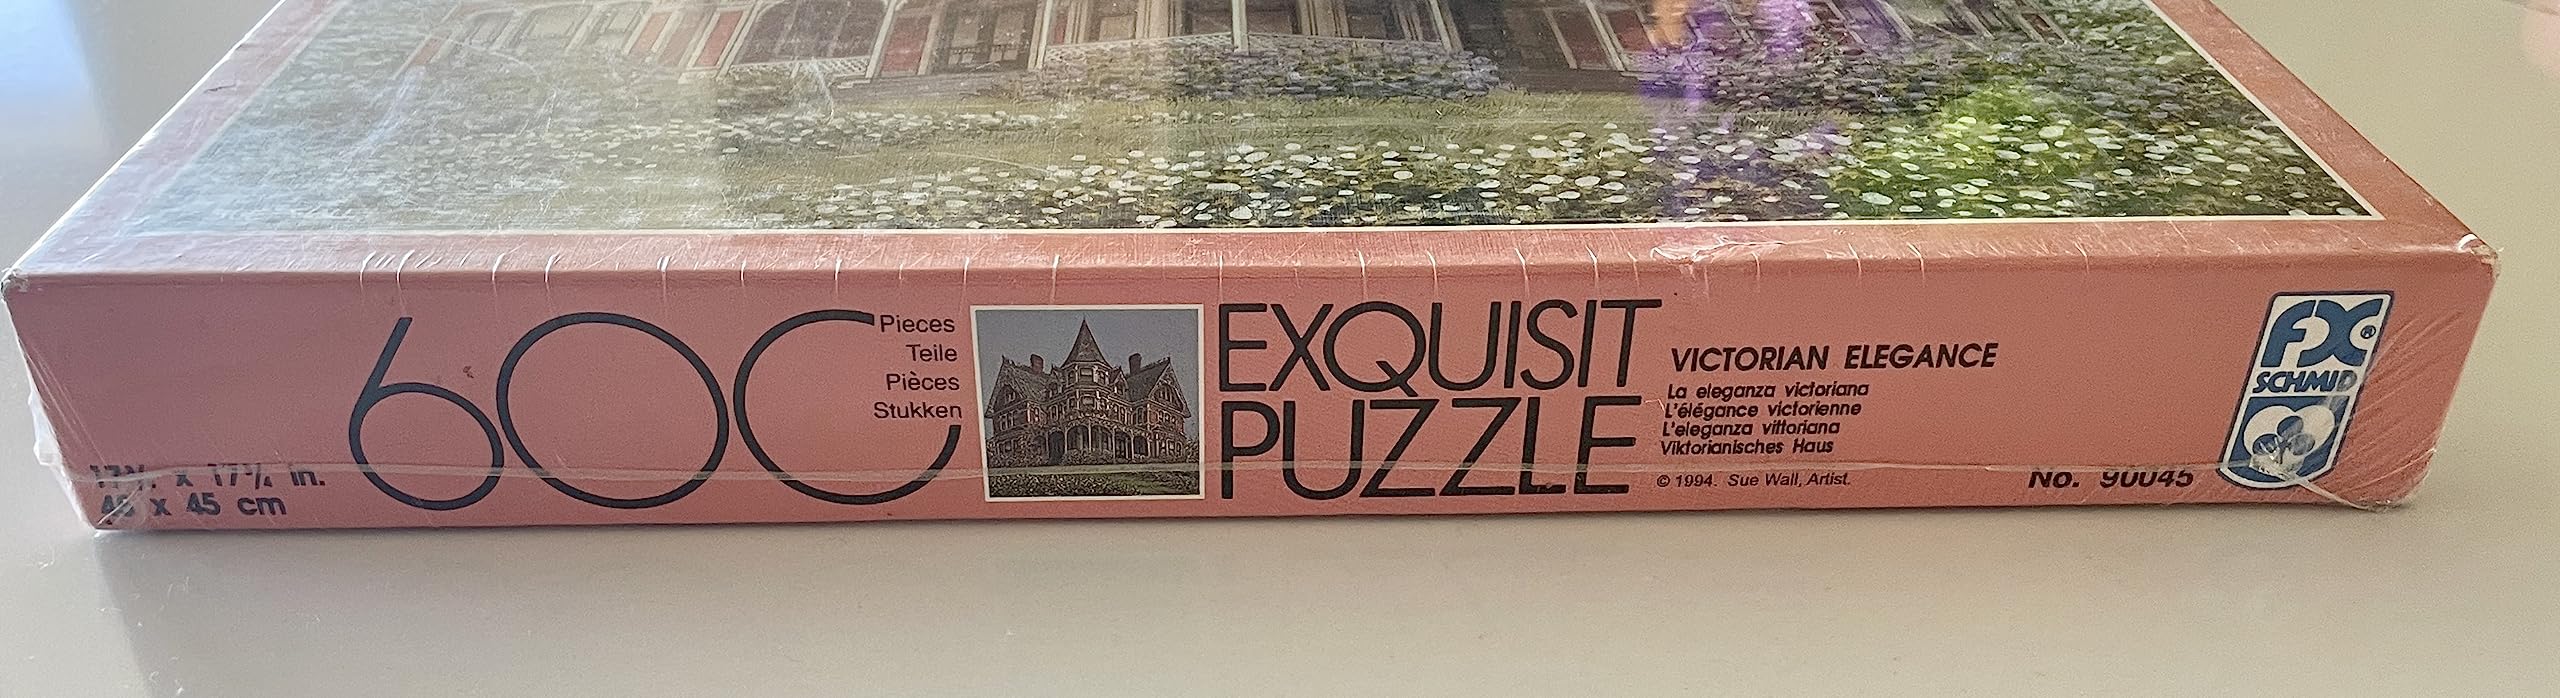 600
Pieces
Teile
Pièces
Stukken
EXQUISIT
PUZZLE
VICTORIAN ELEGANCE
La eleganza victoriana
L'élégance victorienne
L'eleganza vittoriana
Viktorianisches Haus
© 1994. Sue Wall, Artist.
17¾ x 17¾ in.
45 x 45 cm
No. 90045
FX®
SCHMID